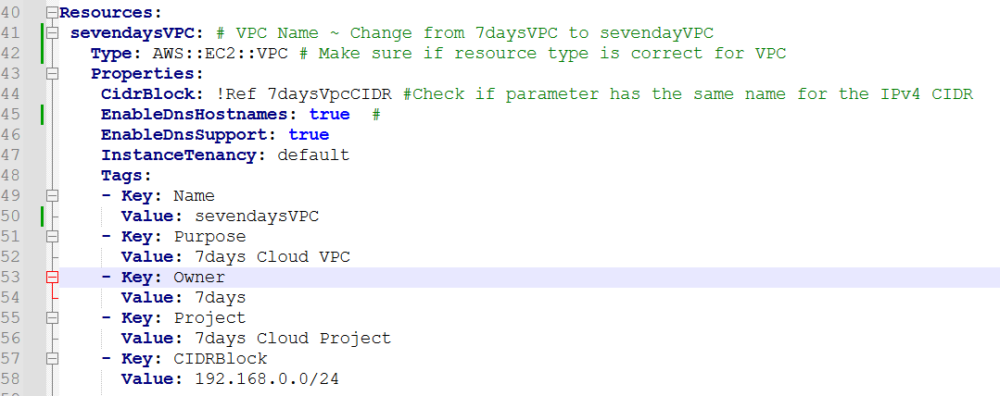 40 Resources:
41 sevendaysVPC: # VPC Name ~ Change from 7daysVPC to sevendayVPC
42 Type: AWS::EC2::VPC # Make sure if resource type is correct for VPC
43 Properties:
44 CidrBlock: !Ref 7daysVpcCIDR #Check if parameter has the same name for the IPv4 CIDR
45 EnableDnsHostnames: true #
46 EnableDnsSupport: true
47 InstanceTenancy: default
48 Tags:
49 - Key: Name
50 Value: sevendaysVPC
51 - Key: Purpose
52 Value: 7days Cloud VPC
53 - Key: Owner
54 Value: 7days
55 - Key: Project
56 Value: 7days Cloud Project
57 - Key: CIDRBlock
58 Value: 192.168.0.0/24